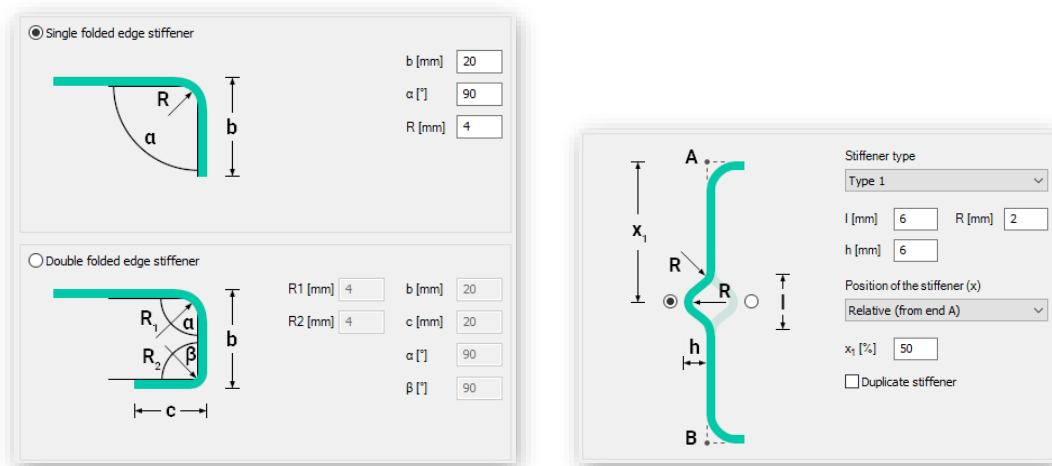 Single folded edge stiffener
b [mm] 20
α [°] 90
R [mm] 4
R
α
b
Double folded edge stiffener
R1 [mm] 4 b [mm] 20
R2 [mm] 4 c [mm] 20
α [°] 90
β [°] 90
R₁
α
R₂
β
b
c
A
x₁
R
R
l
h
B
Stiffener type
Type 1
l [mm] 6 R [mm] 2
h [mm] 6
Position of the stiffener (x)
Relative (from end A)
x₁ [%] 50
Duplicate stiffener